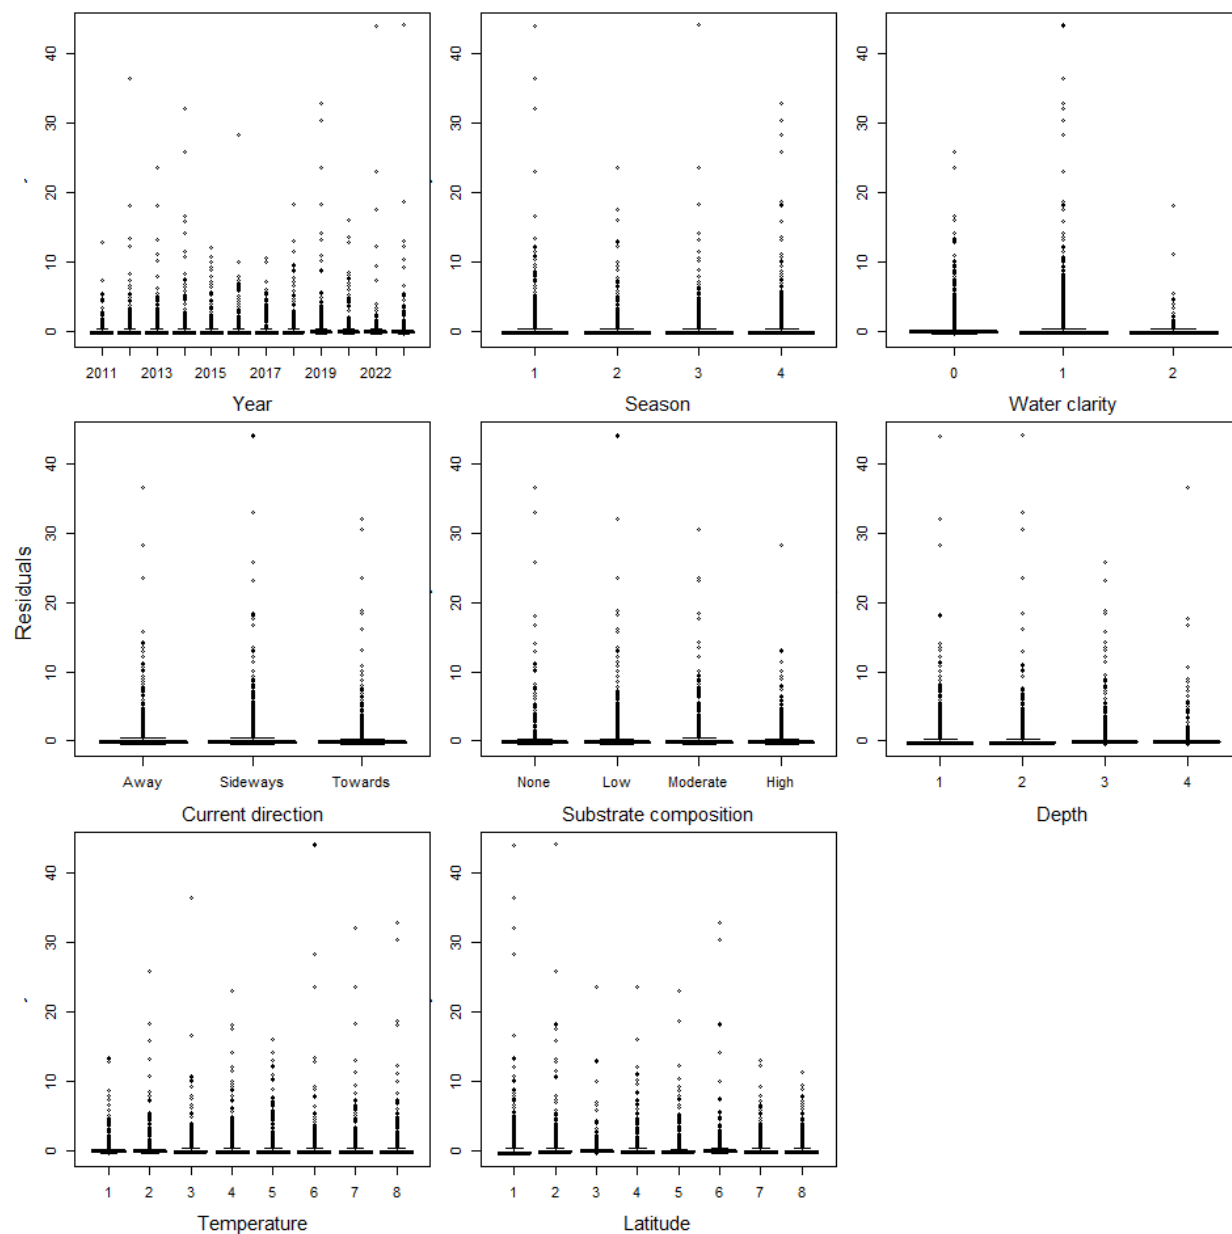 40
30
20
10
0
2011 2013 2015 2017 2019 2022
Year
40
30
20
10
0
1 2 3 4
Season
40
30
20
10
0
0 1 2
Water clarity
Residuals
40
30
20
10
0
Away Sideways Towards
Current direction
40
30
20
10
0
None Low Moderate High
Substrate composition
40
30
20
10
0
1 2 3 4
Depth
40
30
20
10
0
1 2 3 4 5 6 7 8
Temperature
40
30
20
10
0
1 2 3 4 5 6 7 8
Latitude